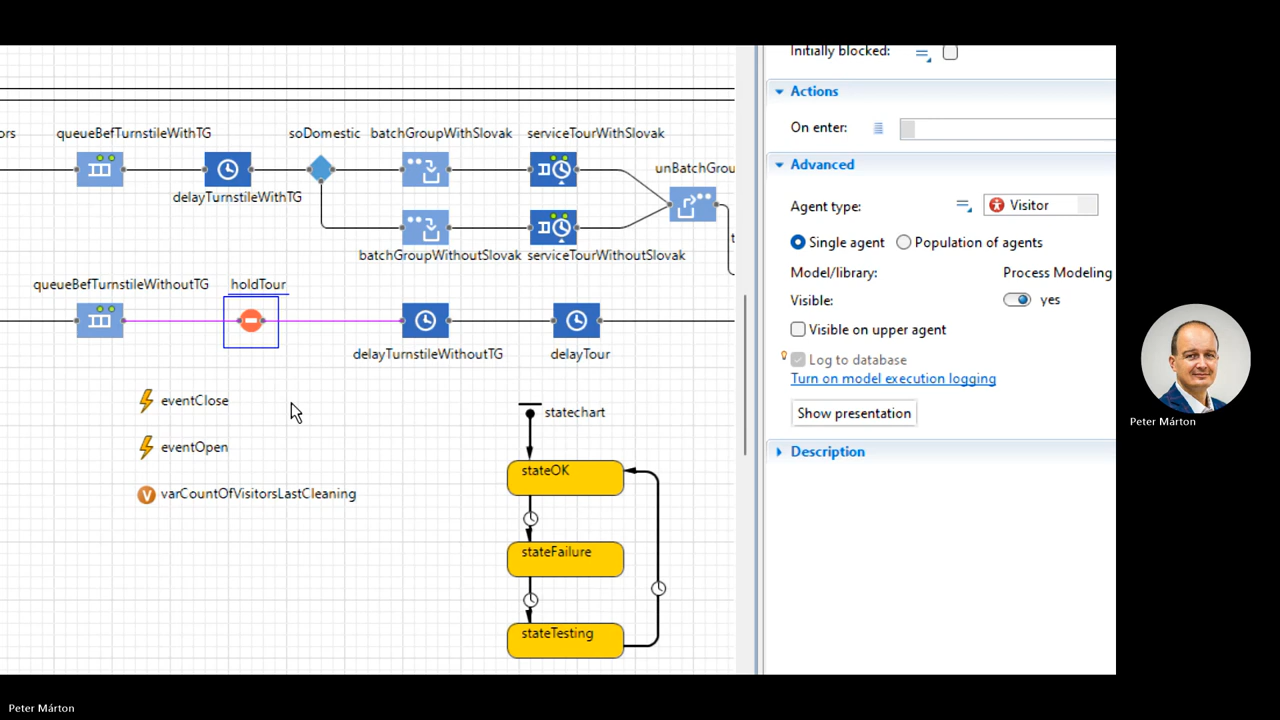 Initially blocked:
Actions
On enter:
Advanced
Agent type:
Visitor
Single agent
Population of agents
Model/library:
Process Modeling
Visible:
yes
Visible on upper agent
Log to database
Turn on model execution logging
Show presentation
Description
ors
queueBefTurnstileWithTG
soDomestic
batchGroupWithSlovak
serviceTourWithSlovak
delayTurnstileWithTG
unBatchGrou
batchGroupWithoutSlovak
serviceTourWithoutSlovak
queueBefTurnstileWithoutTG
holdTour
delayTurnstileWithoutTG
delayTour
eventClose
eventOpen
V
varCountOfVisitorsLastCleaning
statechart
stateOK
stateFailure
stateTesting
Peter Márton
Peter Márton